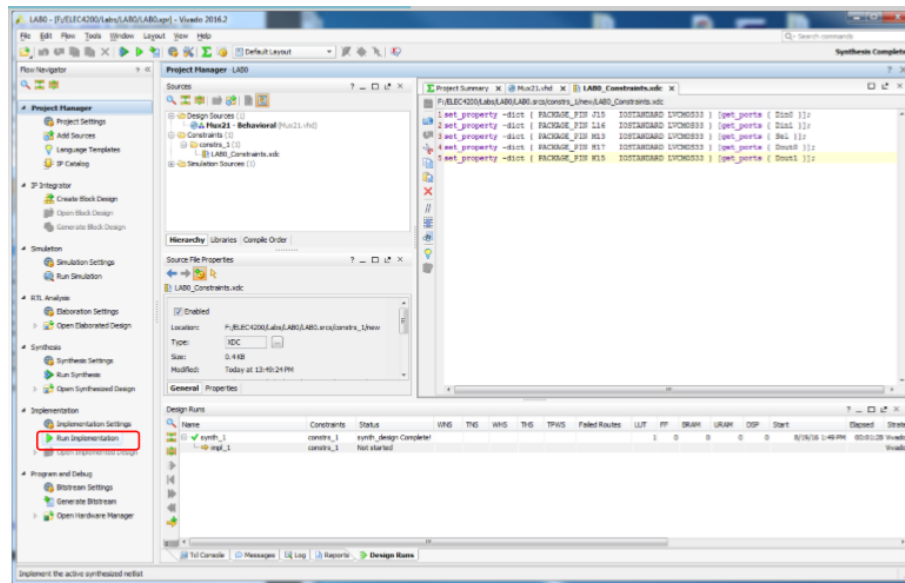 LAB0 - [F:/ELEC4200/Labs/LAB0/LAB0.xpr] - Vivado 2016.2
File Edit Flow Tools Window Layout View Help
Search commands
Default Layout
Synthesis Complete
Flow Navigator
Project Manager
Project Settings
Add Sources
Language Templates
IP Catalog
IP Integrator
Create Block Design
Open Block Design
Generate Block Design
Simulation
Simulation Settings
Run Simulation
RTL Analysis
Elaboration Settings
Open Elaborated Design
Synthesis
Synthesis Settings
Run Synthesis
Open Synthesized Design
Implementation
Implementation Settings
Run Implementation
Open Implemented Design
Program and Debug
Bitstream Settings
Generate Bitstream
Open Hardware Manager
Project Manager - LAB0
Sources
Design Sources (1)
Mux21 - Behavioral (Mux21.vhd)
Constraints (1)
constrs_1 (1)
LAB0_Constraints.xdc
Simulation Sources (1)
Hierarchy Libraries Compile Order
Source File Properties
LAB0_Constraints.xdc
Enabled
Location: F:/ELEC4200/Labs/LAB0/LAB0.srcs/constrs_1/new
Type: XDC
Size: 0.4 KB
Modified: Today at 13:49:24 PM
General Properties
Project Summary Mux21.vhd LAB0_Constraints.xdc
F:/ELEC4200/Labs/LAB0/LAB0.srcs/constrs_1/new/LAB0_Constraints.xdc
1 set_property -dict { PACKAGE_PIN J15 IOSTANDARD LVCMOS33 } [get_ports { Din0 }];
2 set_property -dict { PACKAGE_PIN L16 IOSTANDARD LVCMOS33 } [get_ports { Din1 }];
3 set_property -dict { PACKAGE_PIN M13 IOSTANDARD LVCMOS33 } [get_ports { Sel }];
4 set_property -dict { PACKAGE_PIN H17 IOSTANDARD LVCMOS33 } [get_ports { Dout0 }];
5 set_property -dict { PACKAGE_PIN K15 IOSTANDARD LVCMOS33 } [get_ports { Dout1 }];
Design Runs
Name Constraints Status WNS TNS WHS THS TPWS Failed Routes LUT FF BRAM URAM DSP Start Elapsed Strate
synth_1 constrs_1 synth_design Complete! 1 0 0 0 0 8/19/16 1:49 PM 00:01:28 Vivado
impl_1 constrs_1 Not started Vivado
Tcl Console Messages Log Reports Design Runs
Implement the active synthesized netlist